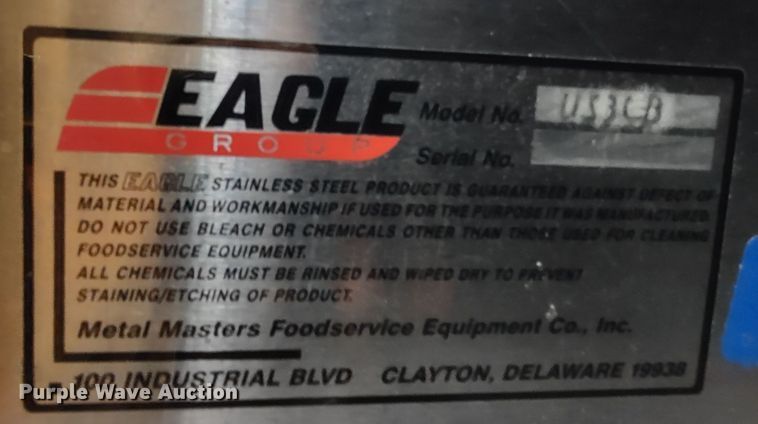 EAGLE
GROUP
Model No. US3CB
Serial No.
THIS EAGLE STAINLESS STEEL PRODUCT IS GUARANTEED AGAINST DEFECT OF
MATERIAL AND WORKMANSHIP IF USED FOR THE PURPOSE IT WAS MANUFACTURED.
DO NOT USE BLEACH OR CHEMICALS OTHER THAN THOSE USED FOR CLEANING
FOODSERVICE EQUIPMENT.
ALL CHEMICALS MUST BE RINSED AND WIPED DRY TO PREVENT
STAINING/ETCHING OF PRODUCT.
Metal Masters Foodservice Equipment Co., Inc.
100 INDUSTRIAL BLVD CLAYTON, DELAWARE 19938
Purple Wave Auction